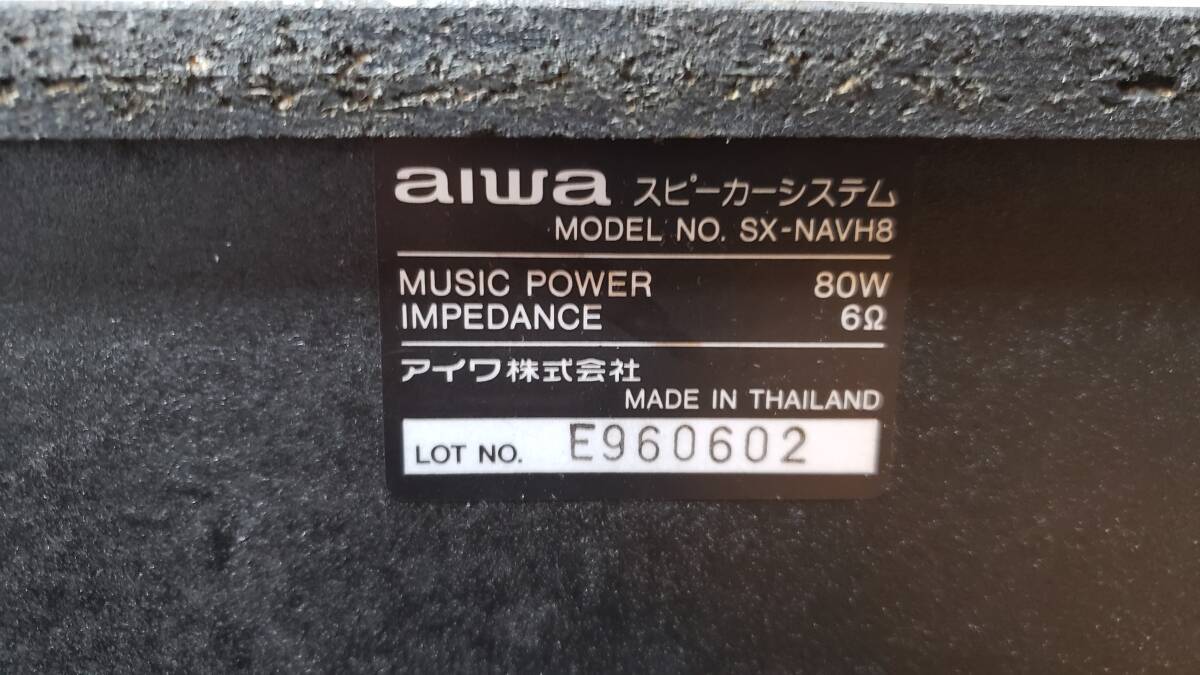 aiwa スピーカーシステム
MODEL NO. SX-NAVH8
MUSIC POWER 80W
IMPEDANCE 6Ω
アイワ株式会社
MADE IN THAILAND
LOT NO. E960602